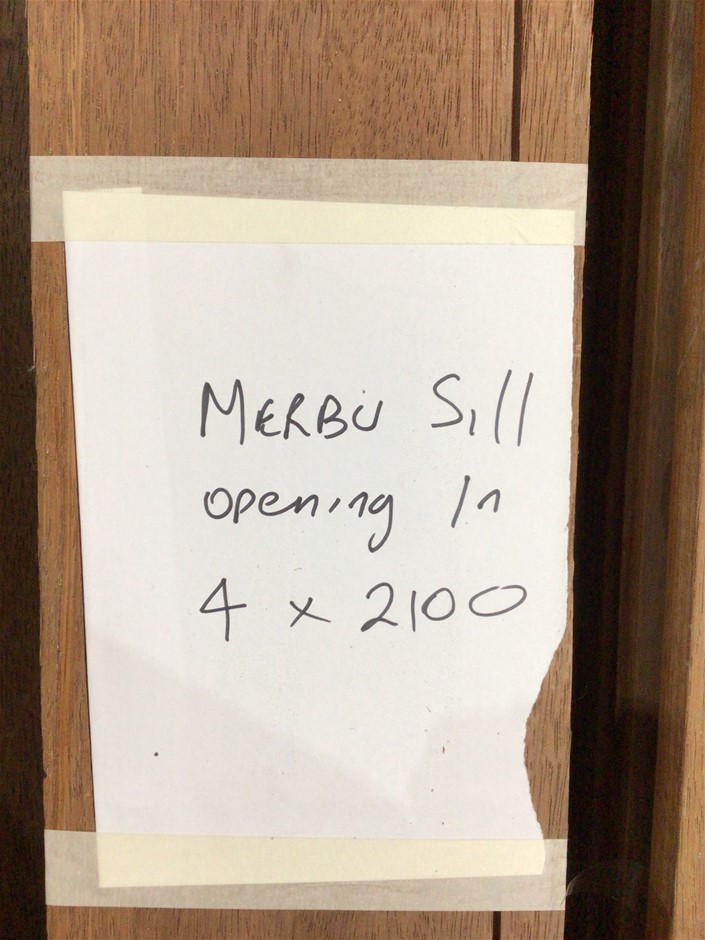 MERBU Sill
opening In
4 x 2100